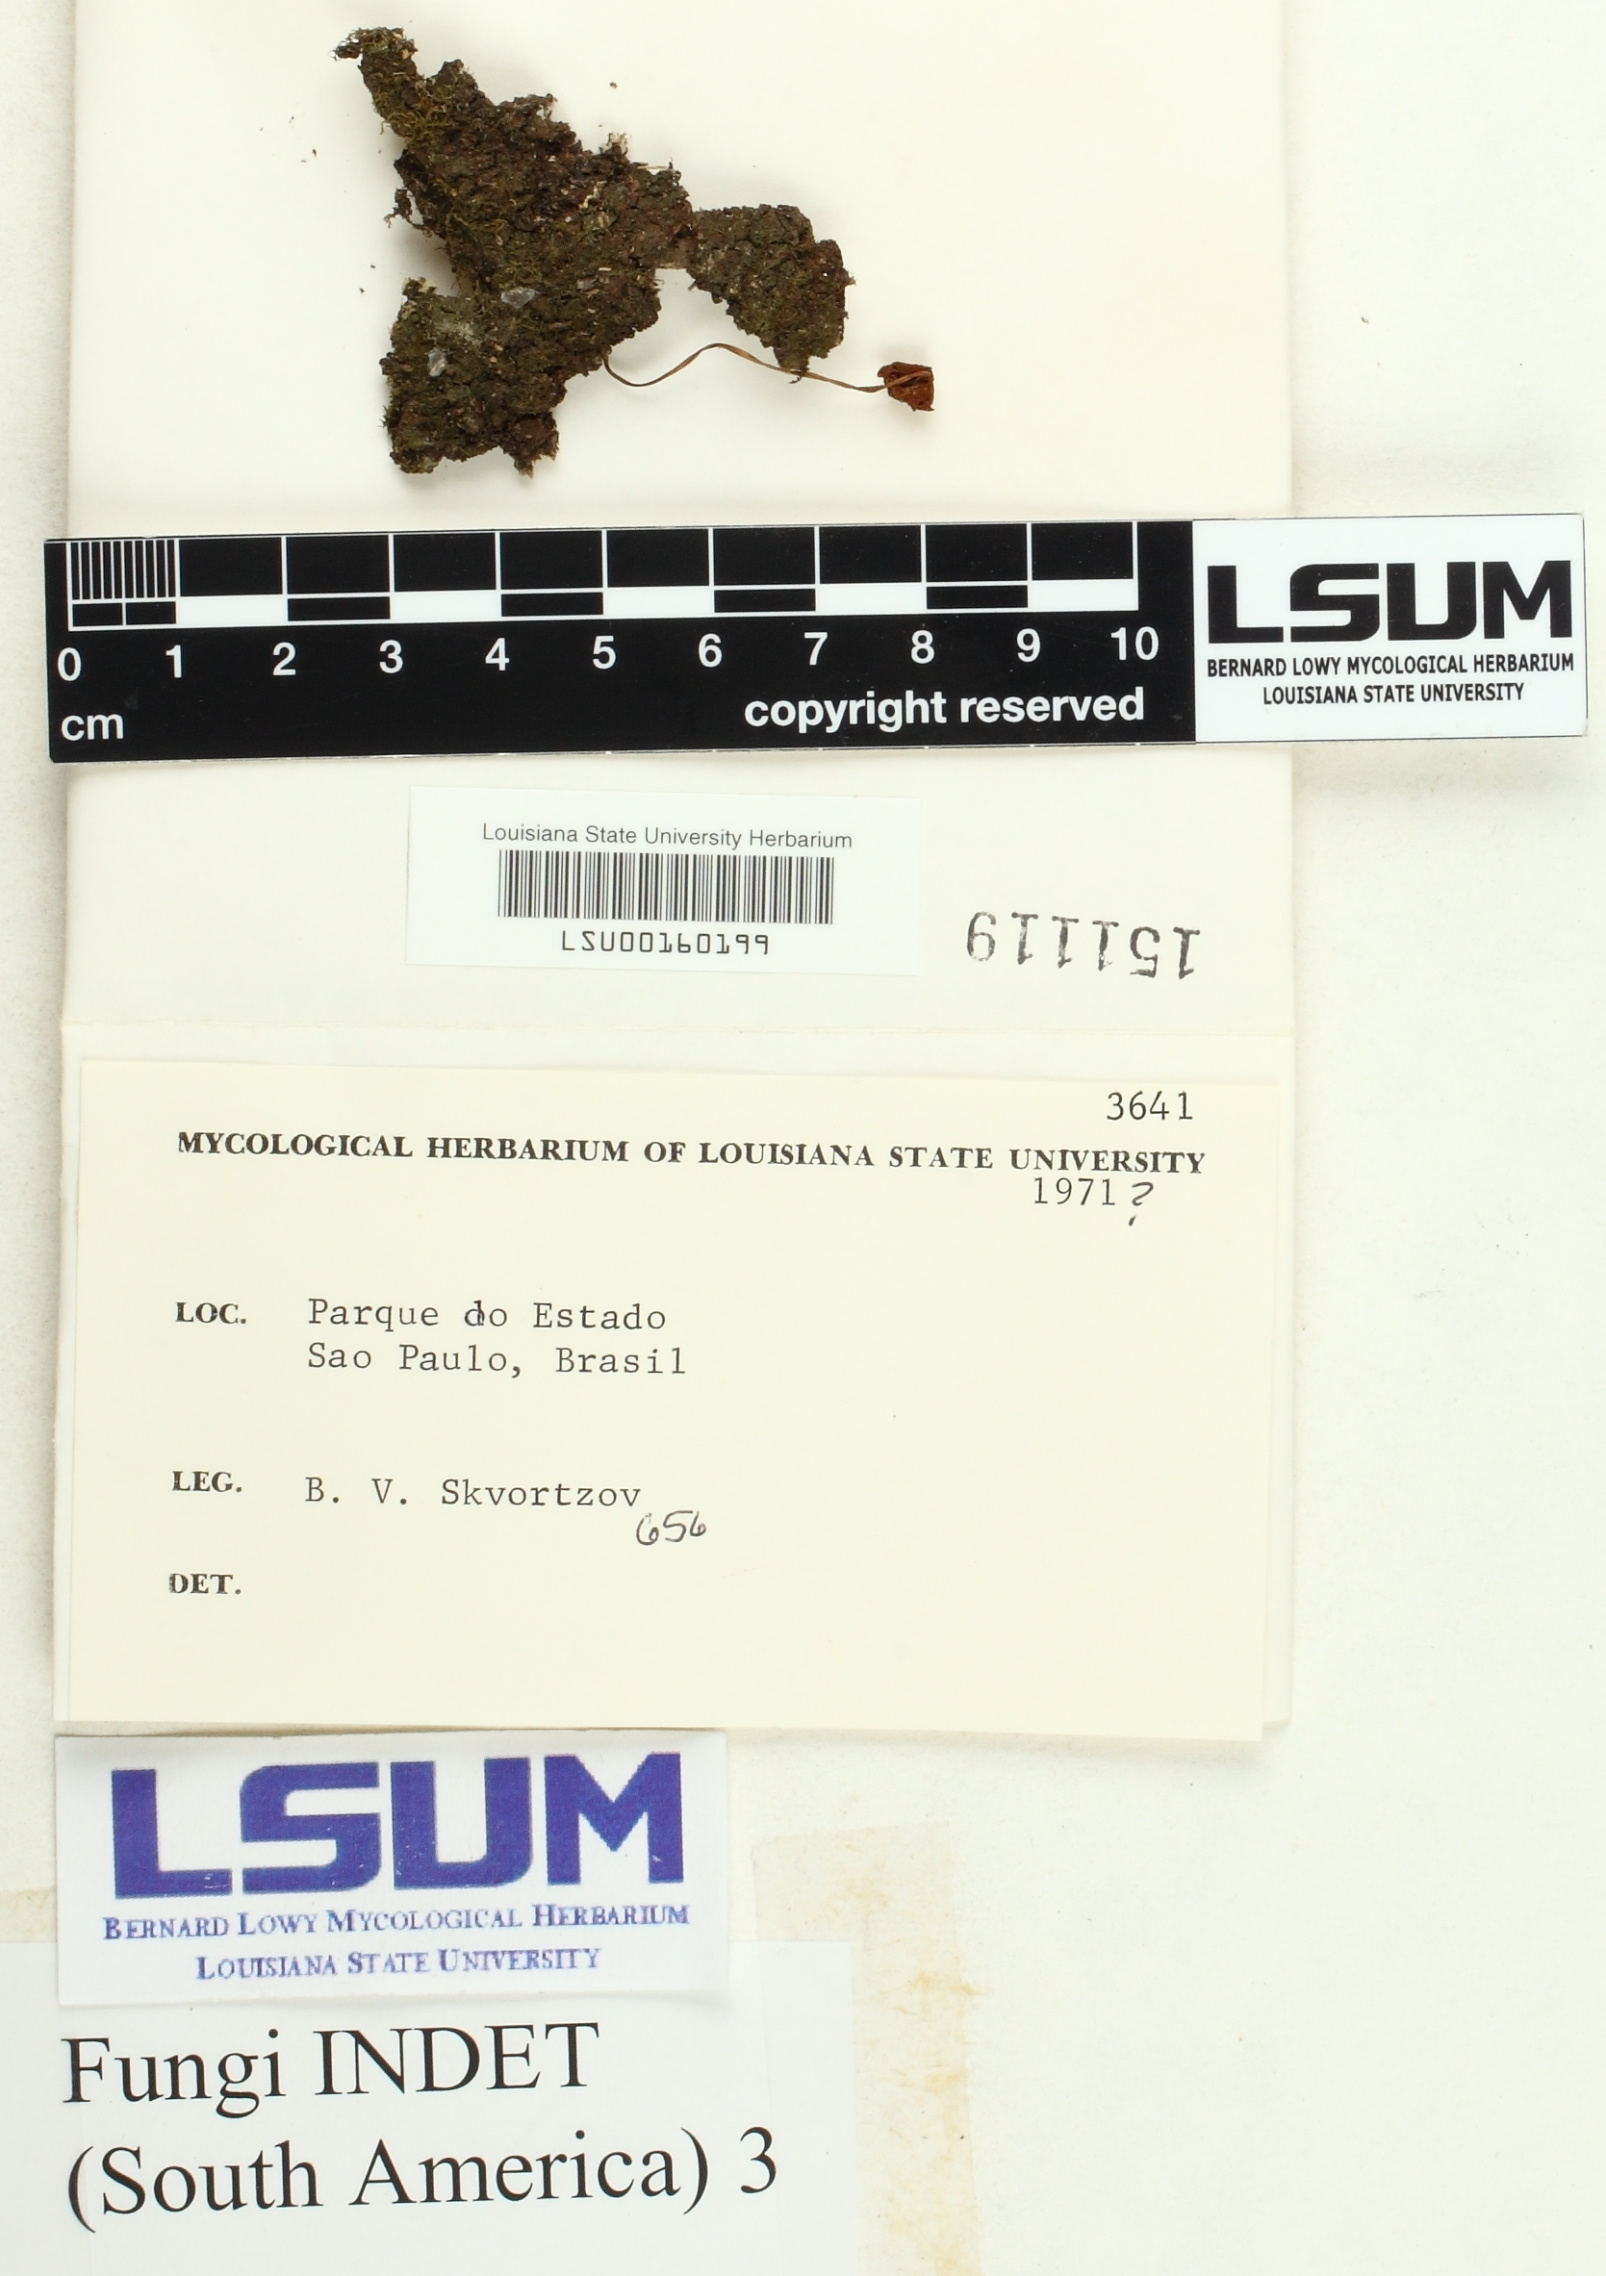 0 1 2 3 4 5 6 7 8 9 10
cm
copyright reserved
LSUM
BERNARD LOWY MYCOLOGICAL HERBARIUM
LOUISIANA STATE UNIVERSITY
Louisiana State University Herbarium
LSU00160199
151119
3641
MYCOLOGICAL HERBARIUM OF LOUISIANA STATE UNIVERSITY
1971?
LOC. Parque do Estado
Sao Paulo, Brasil
LEG. B. V. Skvortzov
656
DET.
LSUM
BERNARD LOWY MYCOLOGICAL HERBARIUM
LOUISIANA STATE UNIVERSITY
Fungi INDET
(South America) 3